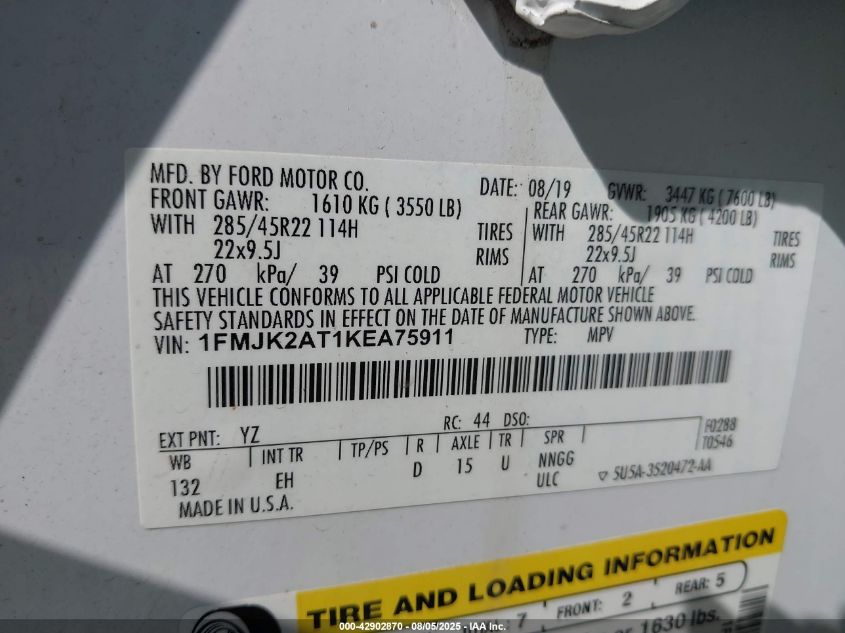 MFD. BY FORD MOTOR CO. DATE: 08/19 GVWR: 3447 KG ( 7600 LB)
FRONT GAWR: 1610 KG ( 3550 LB) REAR GAWR: 1905 KG ( 4200 LB)
WITH 285/45R22 114H TIRES WITH 285/45R22 114H TIRES
22x9.5J RIMS 22x9.5J RIMS
AT 270 kPa/ 39 PSI COLD AT 270 kPa/ 39 PSI COLD
THIS VEHICLE CONFORMS TO ALL APPLICABLE FEDERAL MOTOR VEHICLE
SAFETY STANDARDS IN EFFECT ON THE DATE OF MANUFACTURE SHOWN ABOVE.
VIN: 1FMJK2AT1KEA75911 TYPE: MPV
EXT PNT: YZ RC: 44 DSO: F0288
T0546
WB INT TR TP/PS R AXLE TR SPR
132 EH D 15 U NNGG
ULC 5U5A-3520472-AA
MADE IN U.S.A.
TIRE AND LOADING INFORMATION
7 FRONT: 2 REAR: 5
1630 lbs.
000-42902870 - 08/05/2025 - IAA Inc.